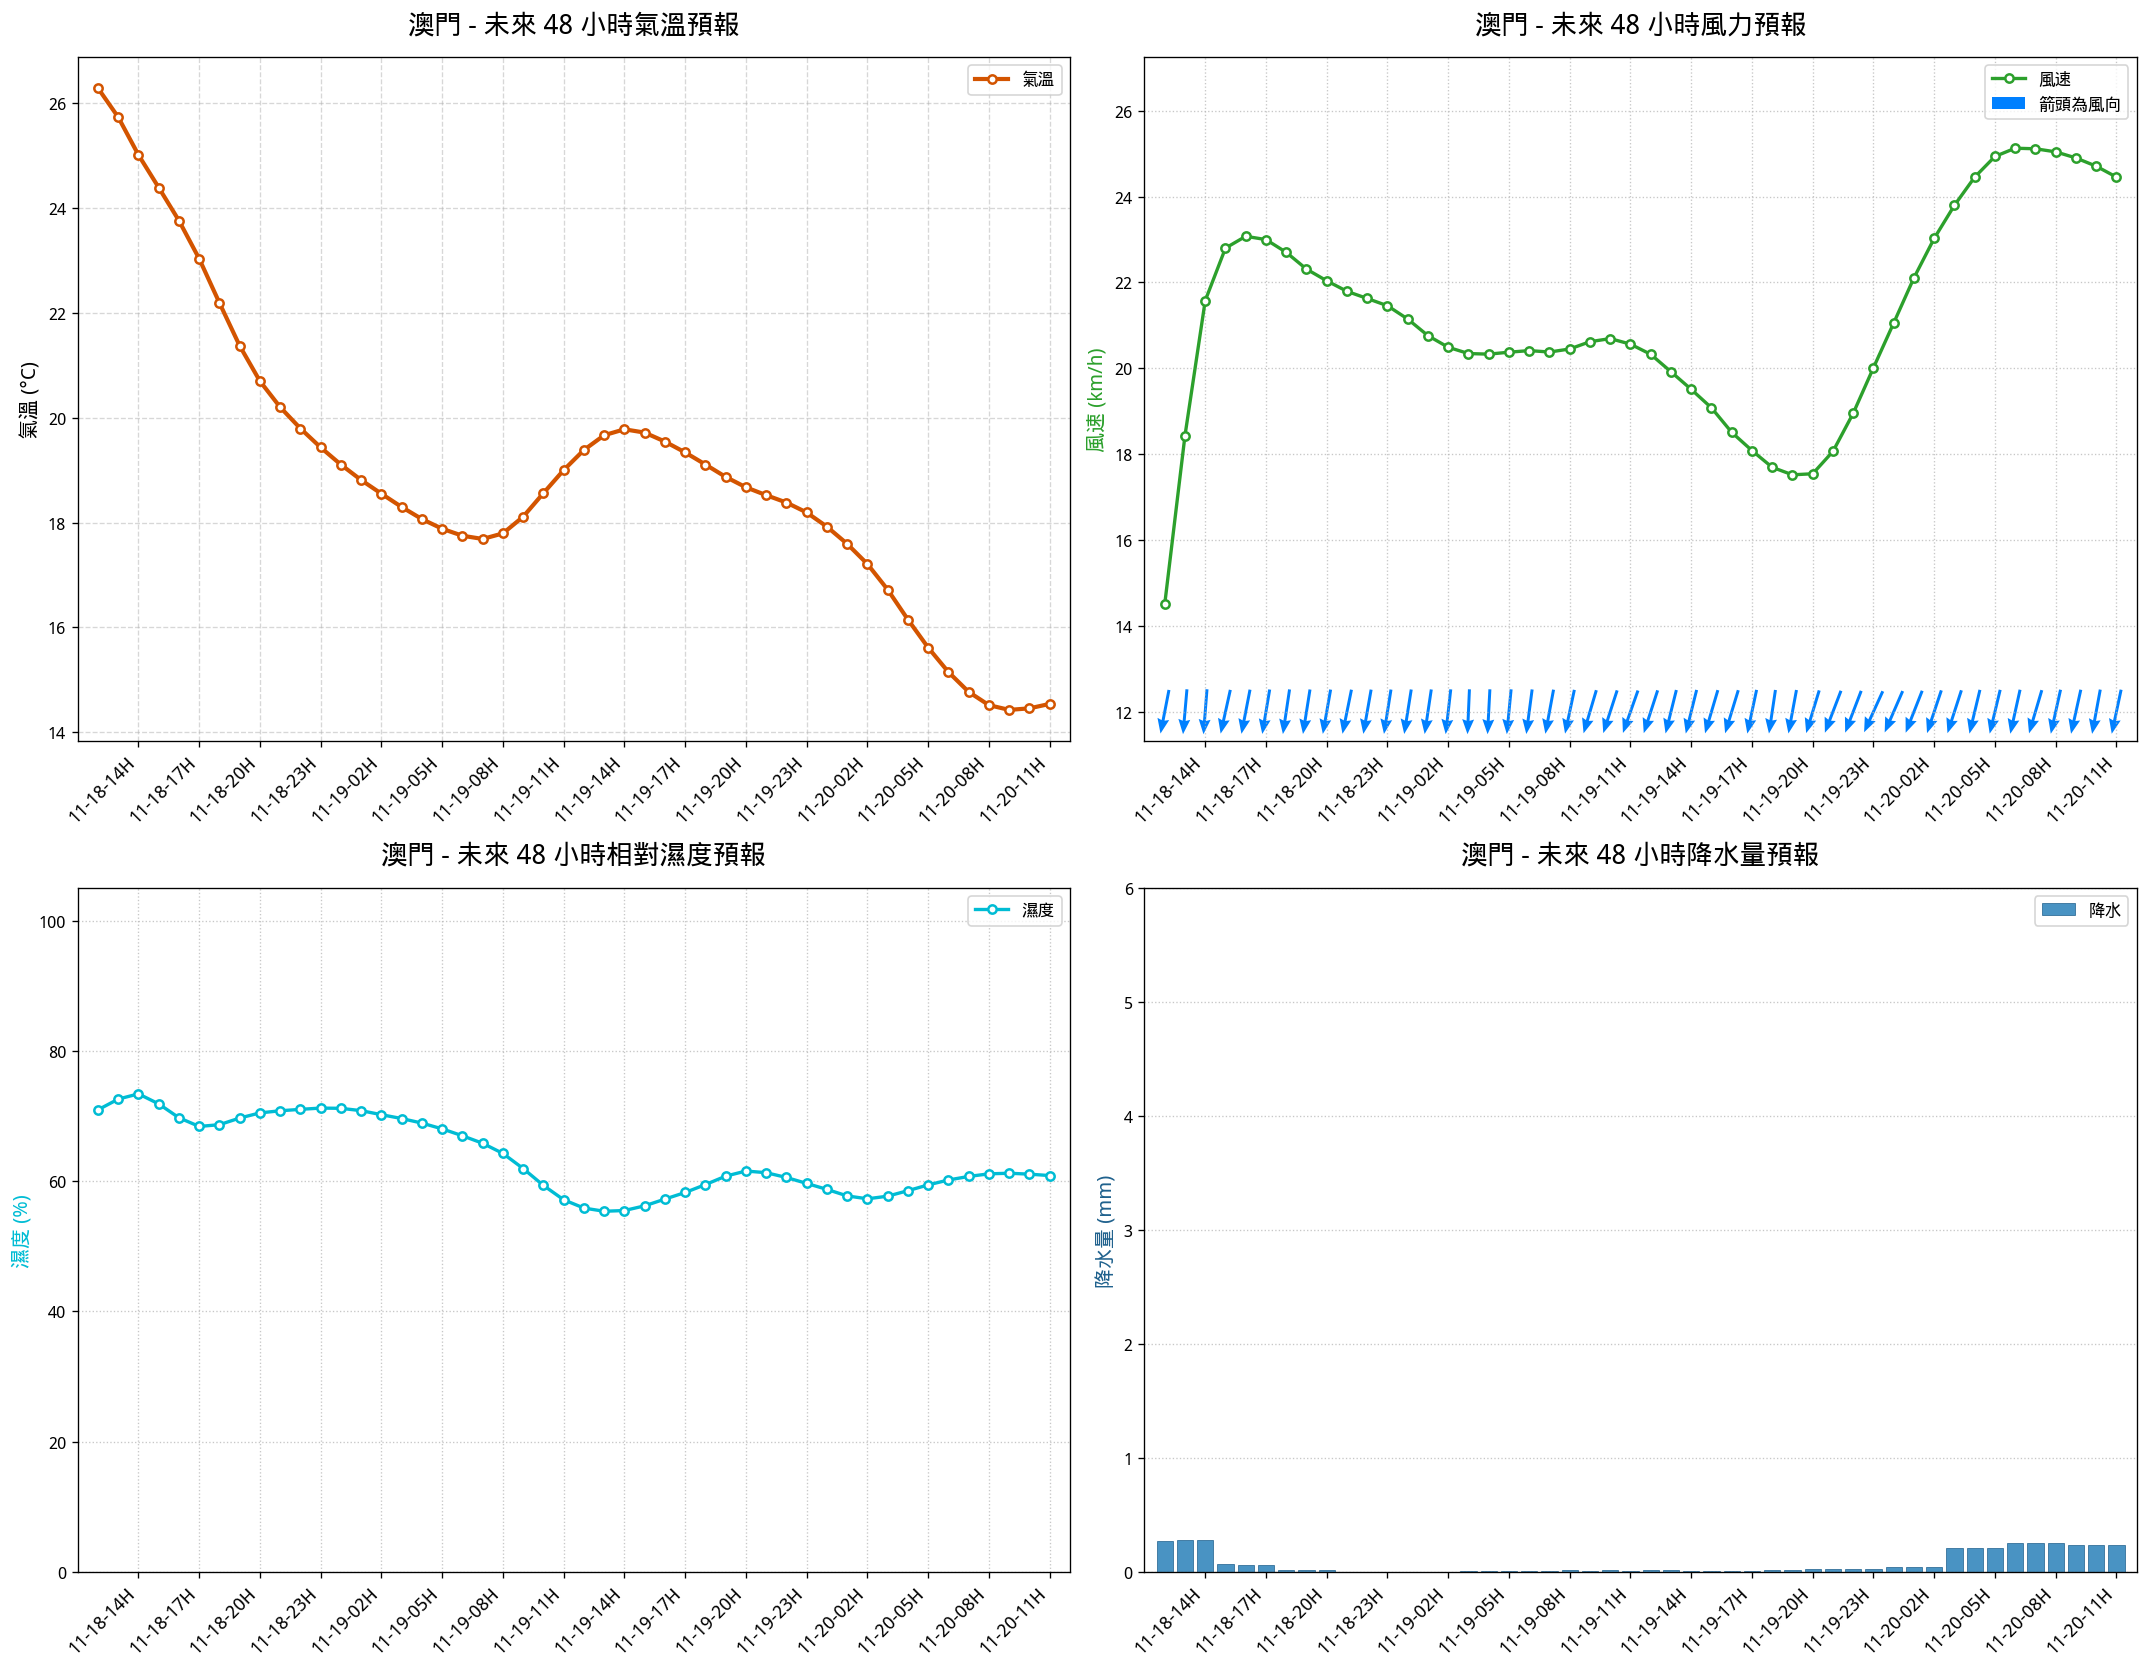 澳門 - 未來 48 小時氣溫預報
氣溫
氣溫 (°C)
26
24
22
20
18
16
14
11-18-14H
11-18-17H
11-18-20H
11-18-23H
11-19-02H
11-19-05H
11-19-08H
11-19-11H
11-19-14H
11-19-17H
11-19-20H
11-19-23H
11-20-02H
11-20-05H
11-20-08H
11-20-11H
澳門 - 未來 48 小時風力預報
風速
箭頭為風向
風速 (km/h)
26
24
22
20
18
16
14
12
11-18-14H
11-18-17H
11-18-20H
11-18-23H
11-19-02H
11-19-05H
11-19-08H
11-19-11H
11-19-14H
11-19-17H
11-19-20H
11-19-23H
11-20-02H
11-20-05H
11-20-08H
11-20-11H
澳門 - 未來 48 小時相對濕度預報
濕度
濕度 (%)
100
80
60
40
20
0
11-18-14H
11-18-17H
11-18-20H
11-18-23H
11-19-02H
11-19-05H
11-19-08H
11-19-11H
11-19-14H
11-19-17H
11-19-20H
11-19-23H
11-20-02H
11-20-05H
11-20-08H
11-20-11H
澳門 - 未來 48 小時降水量預報
降水
降水量 (mm)
6
5
4
3
2
1
0
11-18-14H
11-18-17H
11-18-20H
11-18-23H
11-19-02H
11-19-05H
11-19-08H
11-19-11H
11-19-14H
11-19-17H
11-19-20H
11-19-23H
11-20-02H
11-20-05H
11-20-08H
11-20-11H